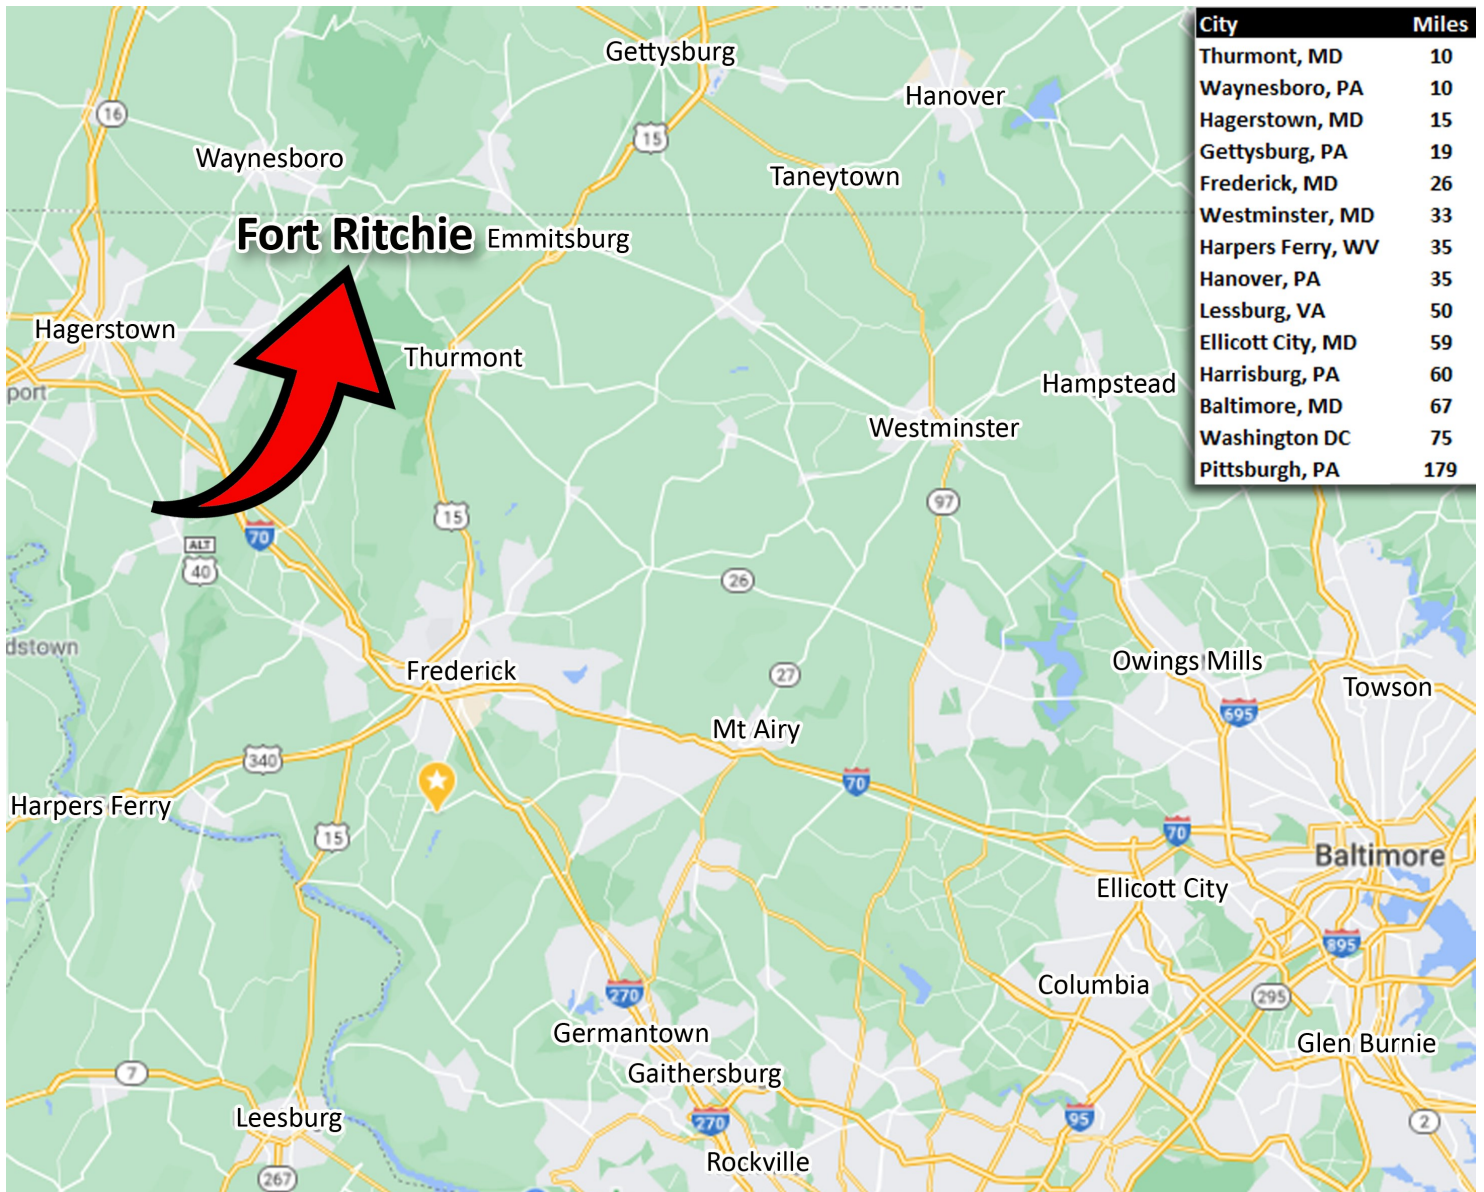 City Miles
Thurmont, MD 10
Waynesboro, PA 10
Hagerstown, MD 15
Gettysburg, PA 19
Frederick, MD 26
Westminster, MD 33
Harpers Ferry, WV 35
Hanover, PA 35
Lessburg, VA 50
Ellicott City, MD 59
Harrisburg, PA 60
Baltimore, MD 67
Washington DC 75
Pittsburgh, PA 179
Gettysburg
Hanover
16
15
Waynesboro
Taneytown
Fort Ritchie
Emmitsburg
Hagerstown
Thurmont
port
Hampstead
Westminster
97
15
70
ALT
40
26
dstown
Frederick
27
Owings Mills
Towson
695
Mt Airy
340
70
Harpers Ferry
15
70
Baltimore
Ellicott City
895
Columbia
270
295
Germantown
Glen Burnie
7
Gaithersburg
Leesburg
270
95
2
Rockville
267